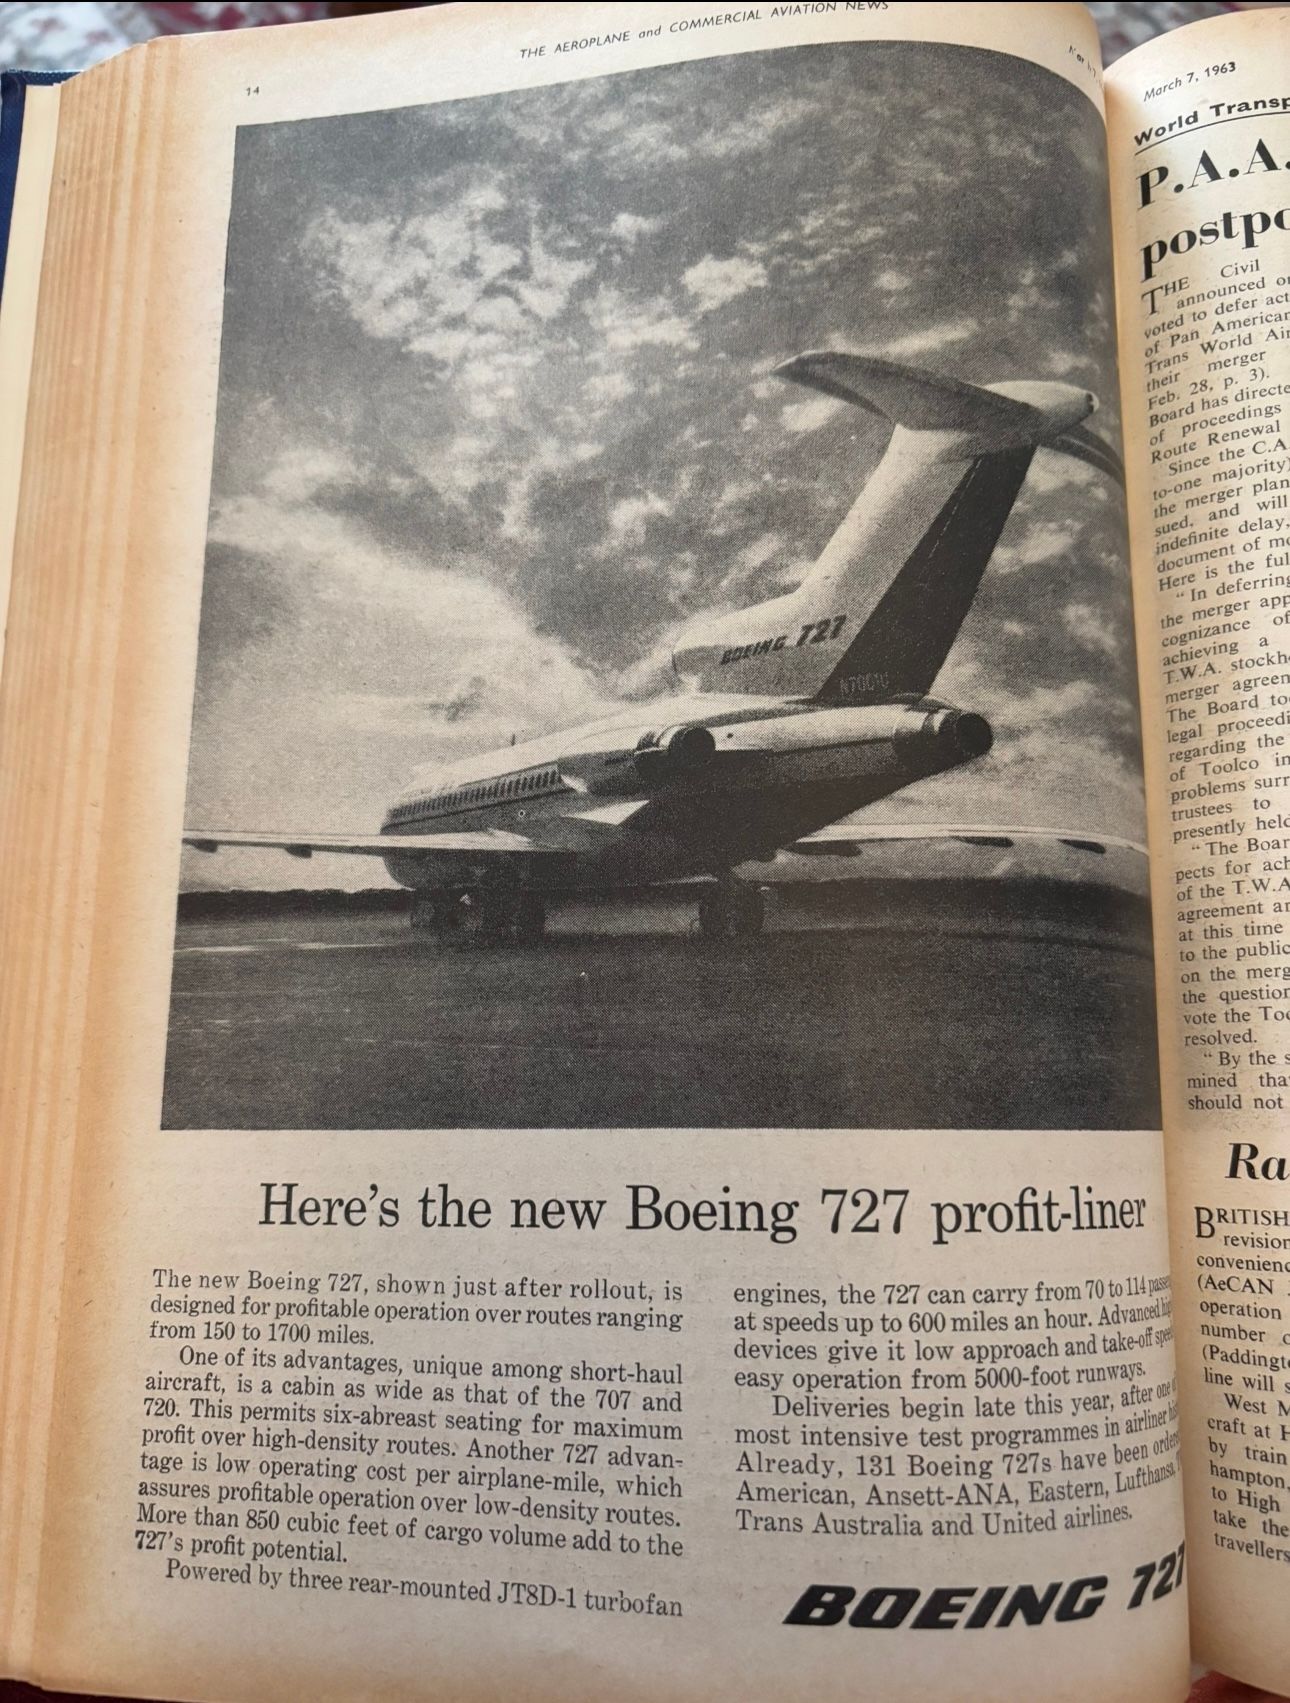 THE AEROPLANE and COMMERCIAL AVIATION NEWS
14
BOEING 727
Here's the new Boeing 727 profit-liner
The new Boeing 727, shown just after rollout, is
designed for profitable operation over routes ranging
from 150 to 1700 miles.
One of its advantages, unique among short-haul
aircraft, is a cabin as wide as that of the 707 and
720. This permits six-abreast seating for maximum
profit over high-density routes. Another 727 advan-
tage is low operating cost per airplane-mile, which
assures profitable operation over low-density routes.
More than 850 cubic feet of cargo volume add to the
727's profit potential.
Powered by three rear-mounted JT8D-1 turbofan
engines, the 727 can carry from 70 to 114
at speeds up to 600 miles an hour. Advanced
devices give it low approach and take-off
easy operation from 5000-foot runways.
Deliveries begin late this year, after one
most intensive test programmes in airliner
Already, 131 Boeing 727s have been
American, Ansett-ANA, Eastern, Lufthansa,
Trans Australia and United airlines.
BOEING 727
March 7, 1963
World Transp
P.A.A.
postpo
THE Civil
announced
voted to defer act
of Pan American
Trans World Air
their merger
Feb. 28, p. 3).
Board has directe
of proceedings
Route Renewal
Since the C.A.
to-one majority)
the merger plan
sued, and will
indefinite delay,
document of
Here is the ful
"In deferring
the merger app
cognizance of
achieving a
T.W.A. stockh
merger agreen
The Board to
legal proceedi
regarding the
of Toolco in
problems surr
trustees to
presently held
"The Boar
pects for ach
of the T.W.A
agreement an
at this time
to the public
on the merg
the question
vote the Too
resolved.
"By the s
mined tha
should not
Ra
BRITISH
revision
convenienc
(AeCAN
operation
number
(Paddingt
line will
West M
craft at H
by train
hampton,
to High
take the
travellers